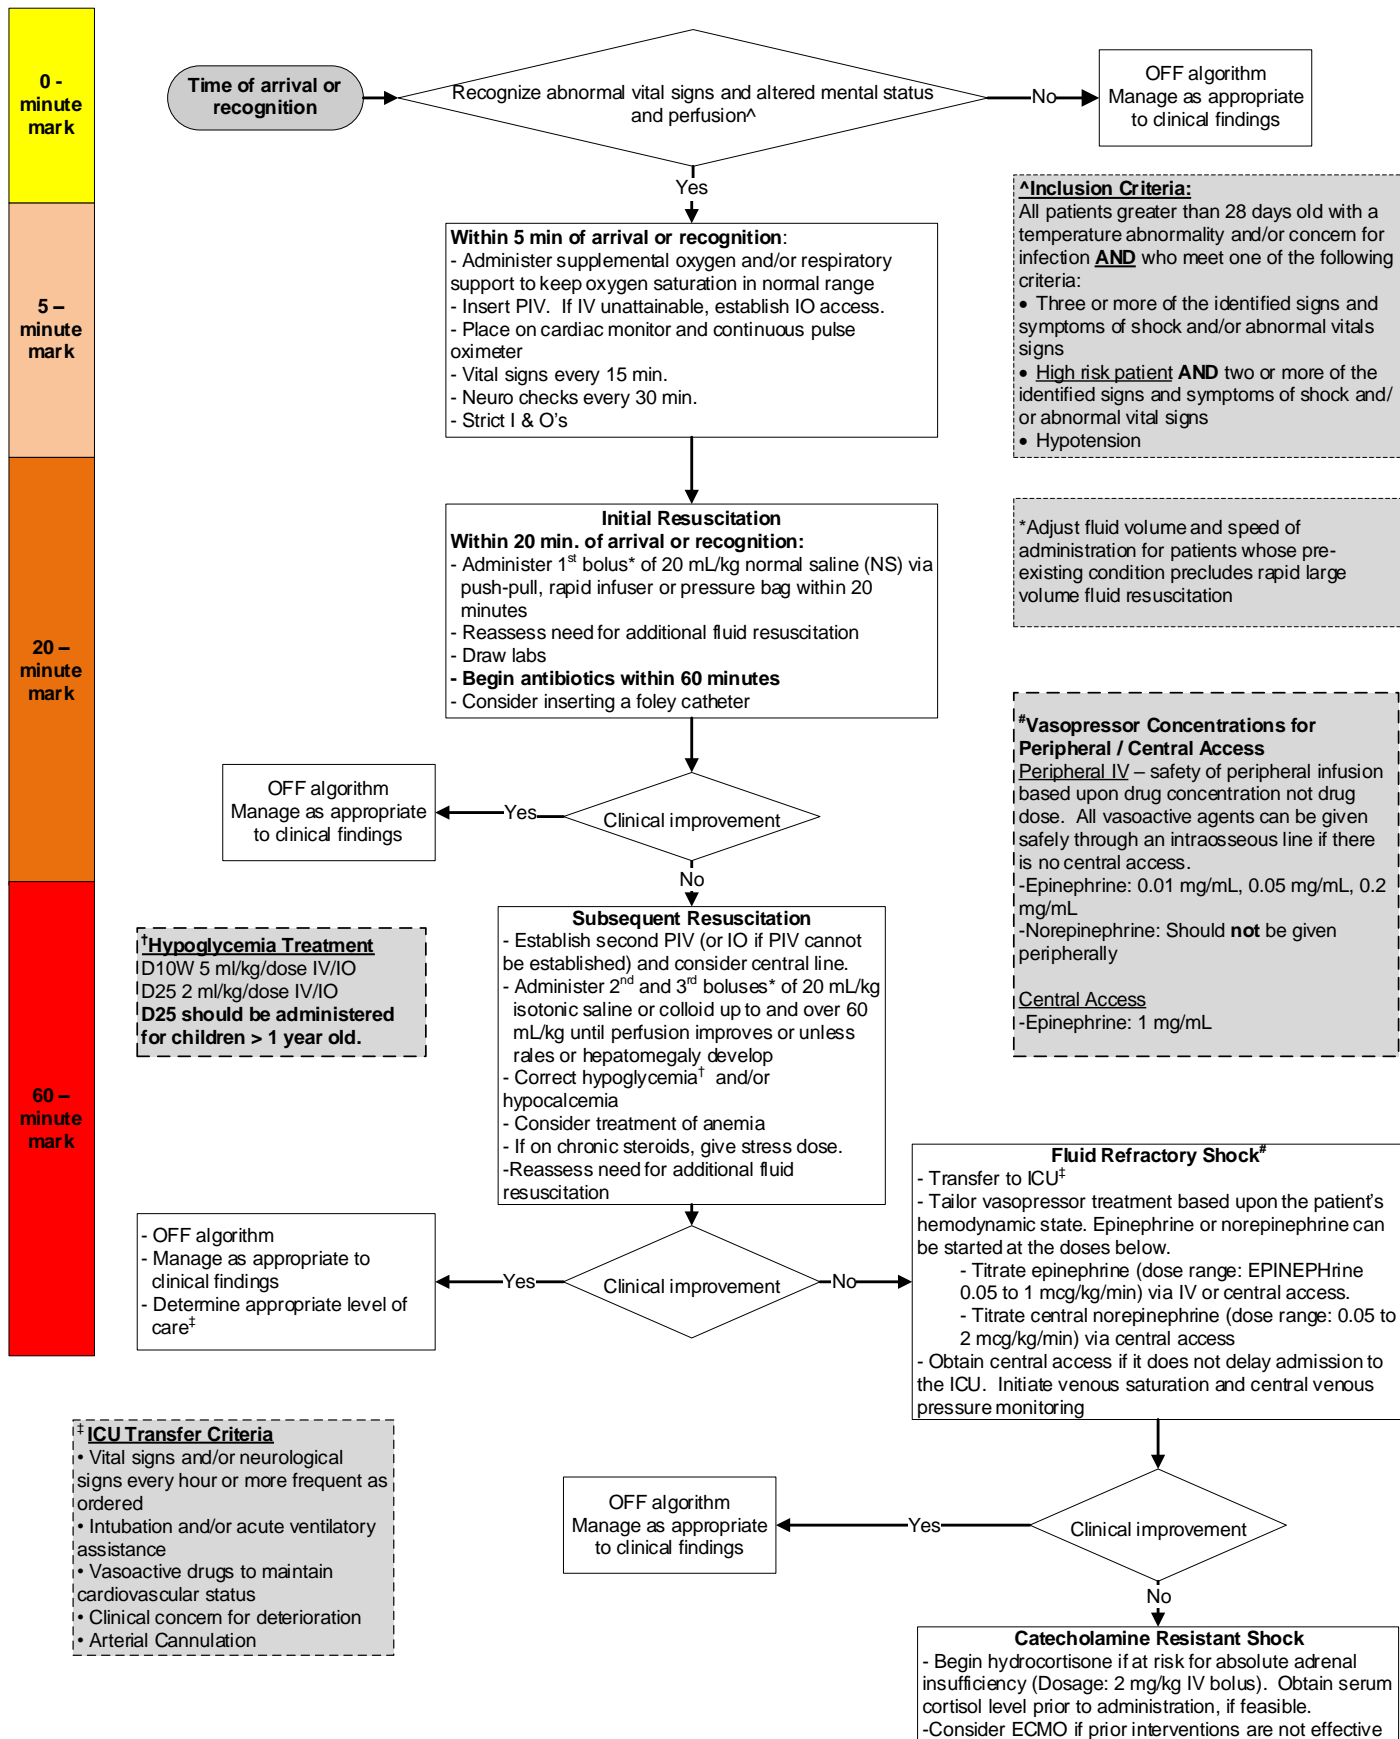 0 -
minute
mark
Time of arrival or
recognition
Recognize abnormal vital signs and altered mental status
and perfusion^
No
OFF algorithm
Manage as appropriate
to clinical findings
Yes
^Inclusion Criteria:
All patients greater than 28 days old with a
temperature abnormality and/or concern for
infection AND who meet one of the following
criteria:
• Three or more of the identified signs and
symptoms of shock and/or abnormal vitals
signs
• High risk patient AND two or more of the
identified signs and symptoms of shock and/
or abnormal vital signs
• Hypotension
5 –
minute
mark
Within 5 min of arrival or recognition:
- Administer supplemental oxygen and/or respiratory
support to keep oxygen saturation in normal range
- Insert PIV. If IV unattainable, establish IO access.
- Place on cardiac monitor and continuous pulse
oximeter
- Vital signs every 15 min.
- Neuro checks every 30 min.
- Strict I & O's
20 –
minute
mark
Initial Resuscitation
Within 20 min. of arrival or recognition:
- Administer 1st bolus* of 20 mL/kg normal saline (NS) via
push-pull, rapid infuser or pressure bag within 20
minutes
- Reassess need for additional fluid resuscitation
- Draw labs
- Begin antibiotics within 60 minutes
- Consider inserting a foley catheter
*Adjust fluid volume and speed of
administration for patients whose pre-
existing condition precludes rapid large
volume fluid resuscitation
OFF algorithm
Manage as appropriate
to clinical findings
Yes
Clinical improvement
No
#Vasopressor Concentrations for
Peripheral / Central Access
Peripheral IV – safety of peripheral infusion
based upon drug concentration not drug
dose. All vasoactive agents can be given
safely through an intraosseous line if there
is no central access.
-Epinephrine: 0.01 mg/mL, 0.05 mg/mL, 0.2
mg/mL
-Norepinephrine: Should not be given
peripherally
Central Access
-Epinephrine: 1 mg/mL
60 –
minute
mark
†Hypoglycemia Treatment
D10W 5 ml/kg/dose IV/IO
D25 2 ml/kg/dose IV/IO
D25 should be administered
for children > 1 year old.
Subsequent Resuscitation
- Establish second PIV (or IO if PIV cannot
be established) and consider central line.
- Administer 2nd and 3rd boluses* of 20 mL/kg
isotonic saline or colloid up to and over 60
mL/kg until perfusion improves or unless
rales or hepatomegaly develop
- Correct hypoglycemia† and/or
hypocalcemia
- Consider treatment of anemia
- If on chronic steroids, give stress dose.
-Reassess need for additional fluid
resuscitation
- OFF algorithm
- Manage as appropriate to
clinical findings
- Determine appropriate level of
care‡
Yes
Clinical improvement
No
Fluid Refractory Shock#
- Transfer to ICU‡
- Tailor vasopressor treatment based upon the patient's
hemodynamic state. Epinephrine or norepinephrine can
be started at the doses below.
- Titrate epinephrine (dose range: EPINEPHrine
0.05 to 1 mcg/kg/min) via IV or central access.
- Titrate central norepinephrine (dose range: 0.05 to
2 mcg/kg/min) via central access
- Obtain central access if it does not delay admission to
the ICU. Initiate venous saturation and central venous
pressure monitoring
‡ ICU Transfer Criteria
• Vital signs and/or neurological
signs every hour or more frequent as
ordered
• Intubation and/or acute ventilatory
assistance
• Vasoactive drugs to maintain
cardiovascular status
• Clinical concern for deterioration
• Arterial Cannulation
OFF algorithm
Manage as appropriate
to clinical findings
Yes
Clinical improvement
No
Catecholamine Resistant Shock
- Begin hydrocortisone if at risk for absolute adrenal
insufficiency (Dosage: 2 mg/kg IV bolus). Obtain serum
cortisol level prior to administration, if feasible.
-Consider ECMO if prior interventions are not effective